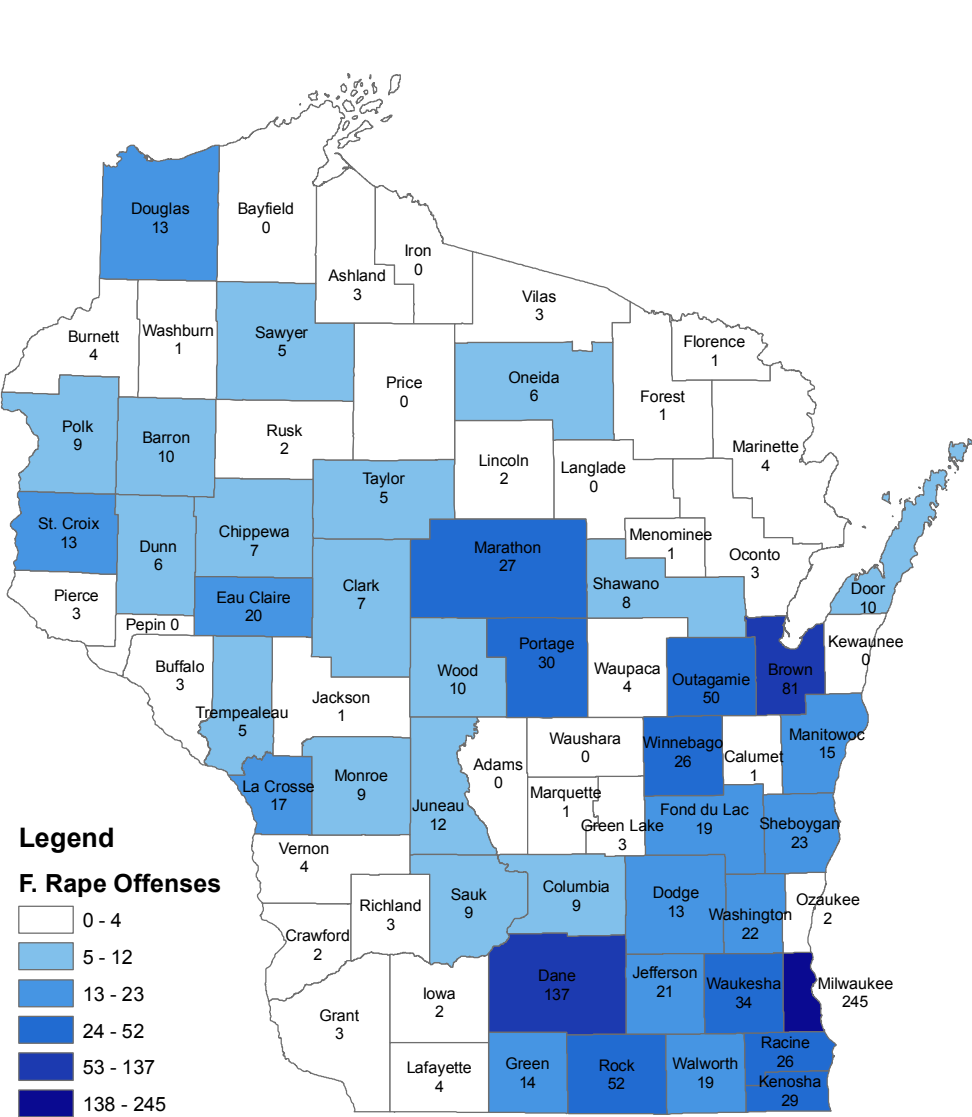 Douglas
13
Bayfield
0
Iron
0
Ashland
3
Vilas
3
Burnett
4
Washburn
1
Sawyer
5
Florence
1
Price
0
Oneida
6
Forest
1
Polk
9
Barron
10
Rusk
2
Marinette
4
Lincoln
2
Langlade
0
Taylor
5
St. Croix
13
Chippewa
7
Dunn
6
Marathon
27
Menominee
1
Oconto
3
Clark
7
Shawano
8
Door
10
Pierce
3
Eau Claire
20
Pepin 0
Portage
30
Kewaunee
0
Buffalo
3
Wood
10
Waupaca
4
Outagamie
50
Brown
81
Jackson
1
Trempealeau
5
Waushara
0
Winnebago
26
Manitowoc
15
Calumet
1
Adams
0
Monroe
9
La Crosse
17
Marquette
1
Juneau
12
Fond du Lac
19
Green Lake
3
Sheboygan
23
Legend
Vernon
4
F. Rape Offenses
0 - 4
5 - 12
13 - 23
24 - 52
53 - 137
138 - 245
Richland
3
Sauk
9
Columbia
9
Dodge
13
Washington
22
Ozaukee
2
Crawford
2
Dane
137
Jefferson
21
Waukesha
34
Milwaukee
245
Iowa
2
Grant
3
Lafayette
4
Green
14
Rock
52
Walworth
19
Racine
26
Kenosha
29